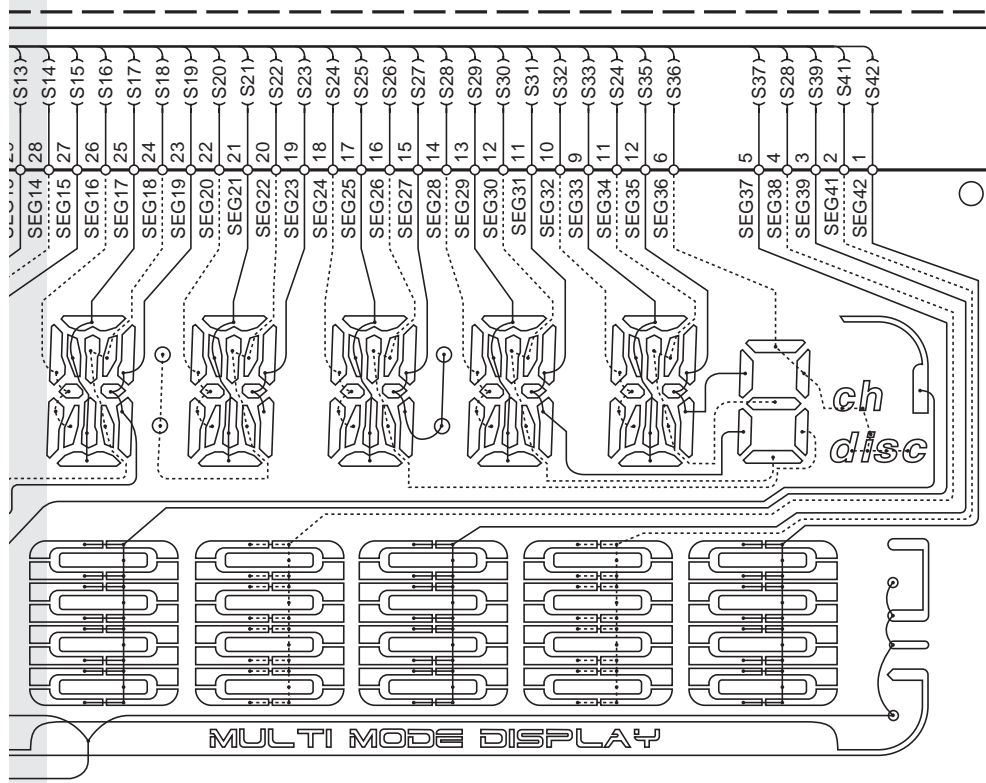 S13 S14 S15 S16 S17 S18 S19 S20 S21 S22 S23 S24 S25 S26 S27 S28 S29 S30 S31 S32 S33 S24 S35 S36 S37 S28 S39 S41 S42
28 27 26 25 24 23 22 21 20 19 18 17 16 15 14 13 12 11 10 9 11 12 6 5 4 3 2 1
SEG14 SEG15 SEG16 SEG17 SEG18 SEG19 SEG20 SEG21 SEG22 SEG23 SEG24 SEG25 SEG26 SEG27 SEG28 SEG29 SEG30 SEG31 SEG32 SEG33 SEG34 SEG35 SEG36 SEG37 SEG38 SEG39 SEG41 SEG42
ch
disc
MULTI MODE DISPLAY